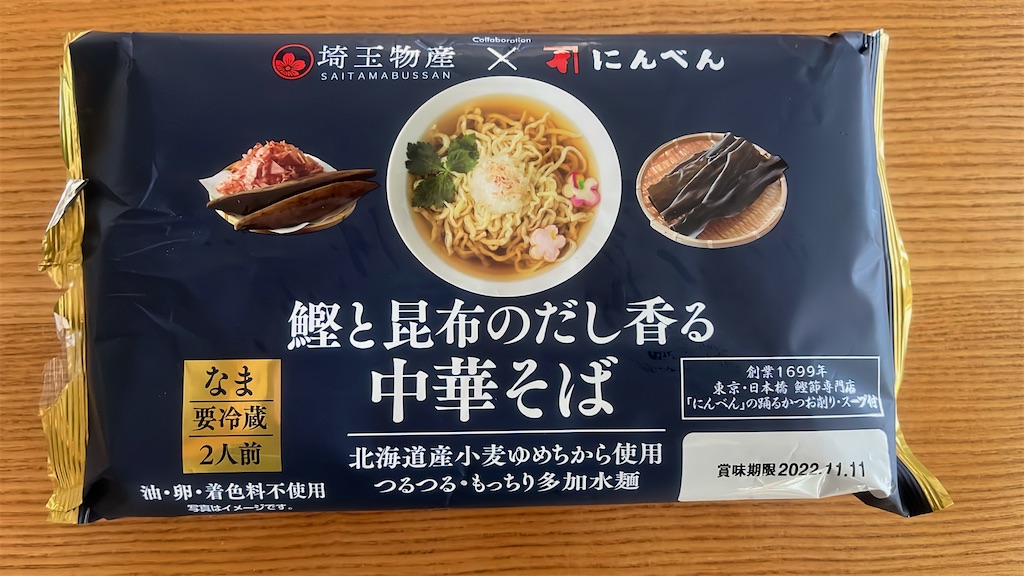 Collaboration
埼玉物産 × にんべん
SAITAMABUSSAN
鰹と昆布のだし香る
中華そば
なま
要冷蔵
2人前
創業1699年
東京・日本橋 鰹節専門店
「にんべん」の踊るかつお削り・スープ付
北海道産小麦ゆめちから使用
つるつる・もっちり多加水麺
賞味期限 2022.11.11
油・卵・着色料不使用
写真はイメージです。